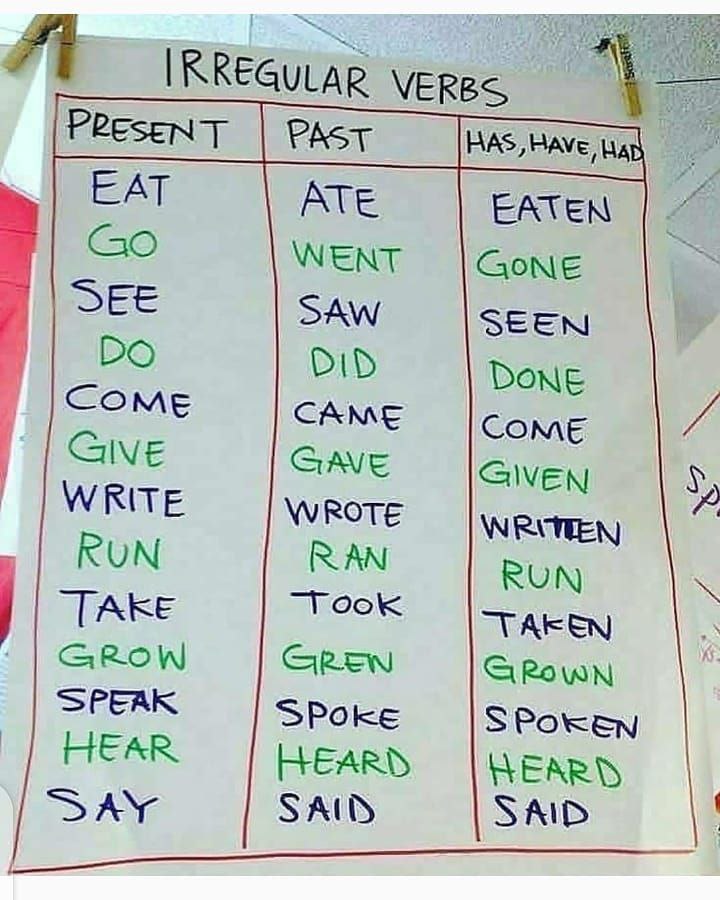 IRREGULAR VERBS
PRESENT PAST HAS, HAVE, HAD
EAT ATE EATEN
GO WENT GONE
SEE SAW SEEN
DO DID DONE
COME CAME COME
GIVE GAVE GIVEN
WRITE WROTE WRITTEN
RUN RAN RUN
TAKE TOOK TAKEN
GROW GREW GROWN
SPEAK SPOKE SPOKEN
HEAR HEARD HEARD
SAY SAID SAID